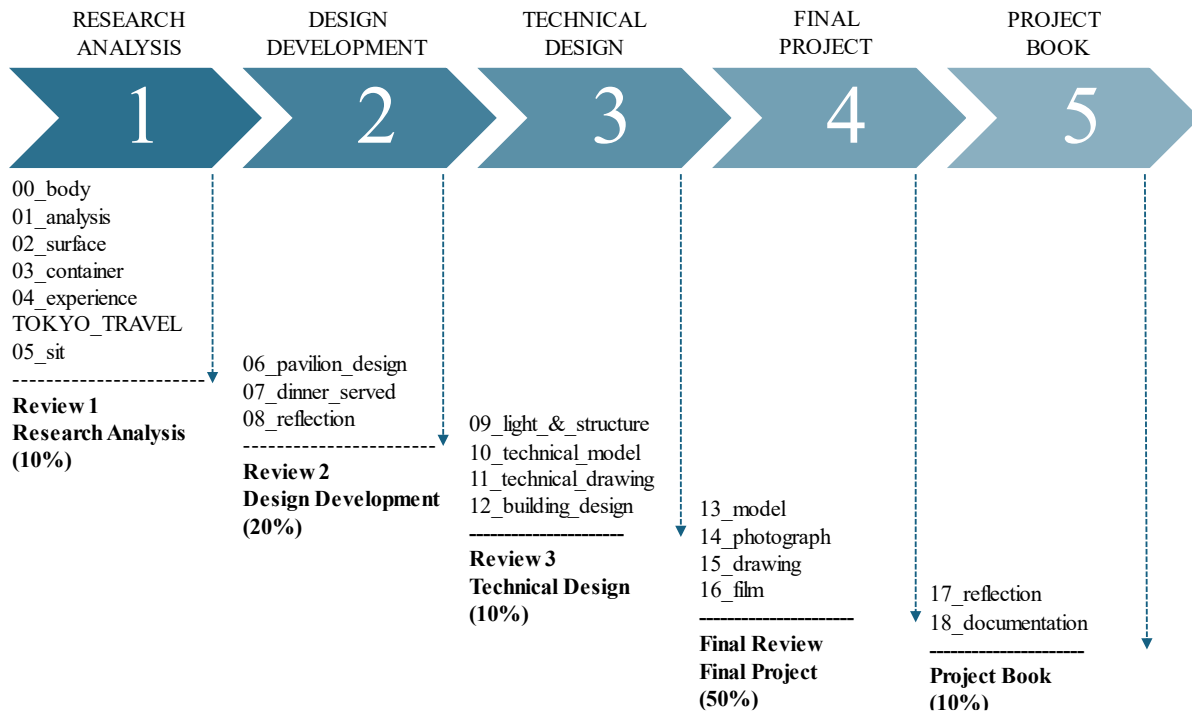 RESEARCH
ANALYSIS
DESIGN
DEVELOPMENT
TECHNICAL
DESIGN
FINAL
PROJECT
PROJECT
BOOK
1
2
3
4
5
00_body
01_analysis
02_surface
03_container
04_experience
TOKYO_TRAVEL
05_sit
Review 1
Research Analysis
(10%)
06_pavilion_design
07_dinner_served
08_reflection
Review 2
Design Development
(20%)
09_light_&_structure
10_technical_model
11_technical_drawing
12_building_design
Review 3
Technical Design
(10%)
13_model
14_photograph
15_drawing
16_film
Final Review
Final Project
(50%)
17_reflection
18_documentation
Project Book
(10%)